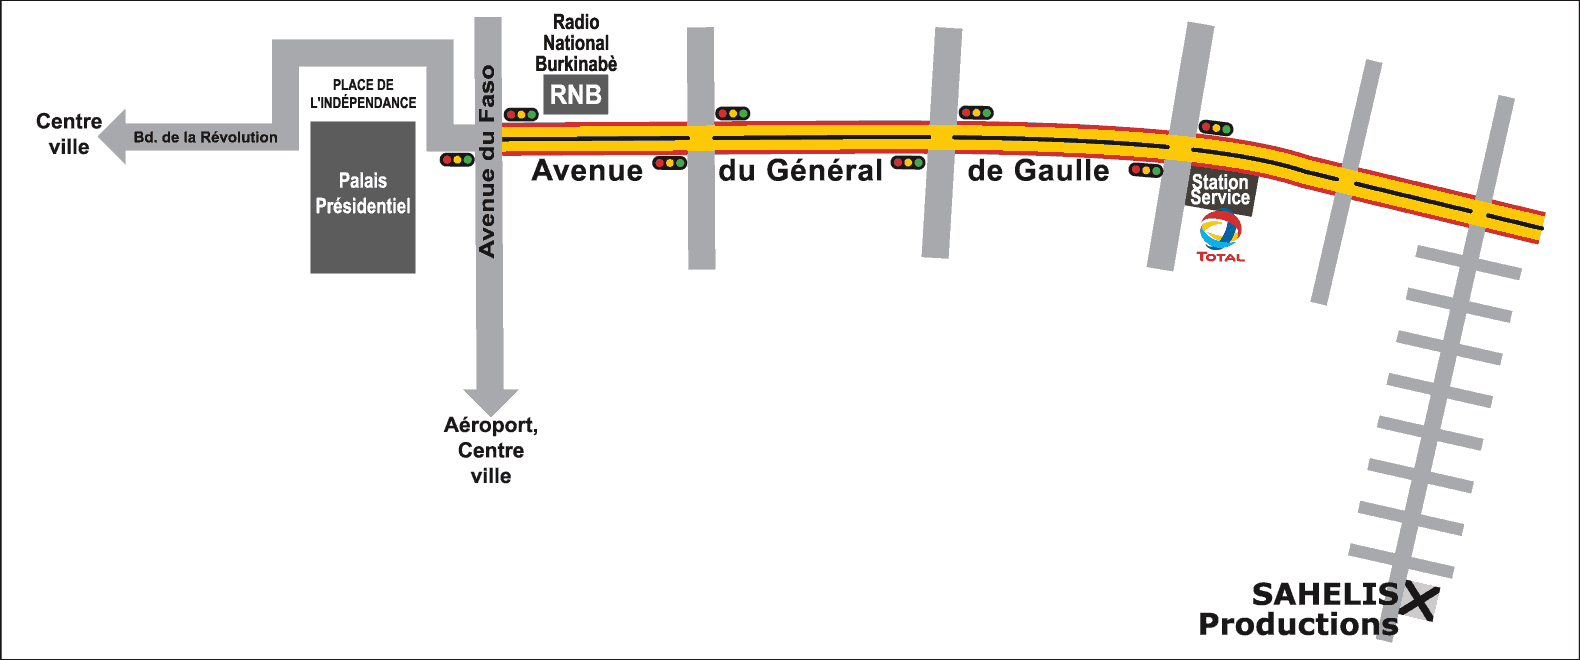 Radio
National
Burkinabè
RNB
PLACE DE
L'INDÉPENDANCE
Centre
ville
Bd. de la Révolution
Palais
Présidentiel
Avenue du Faso
Avenue du Général de Gaulle
Station
Service
TOTAL
Aéroport,
Centre
ville
SAHELIS
Productions